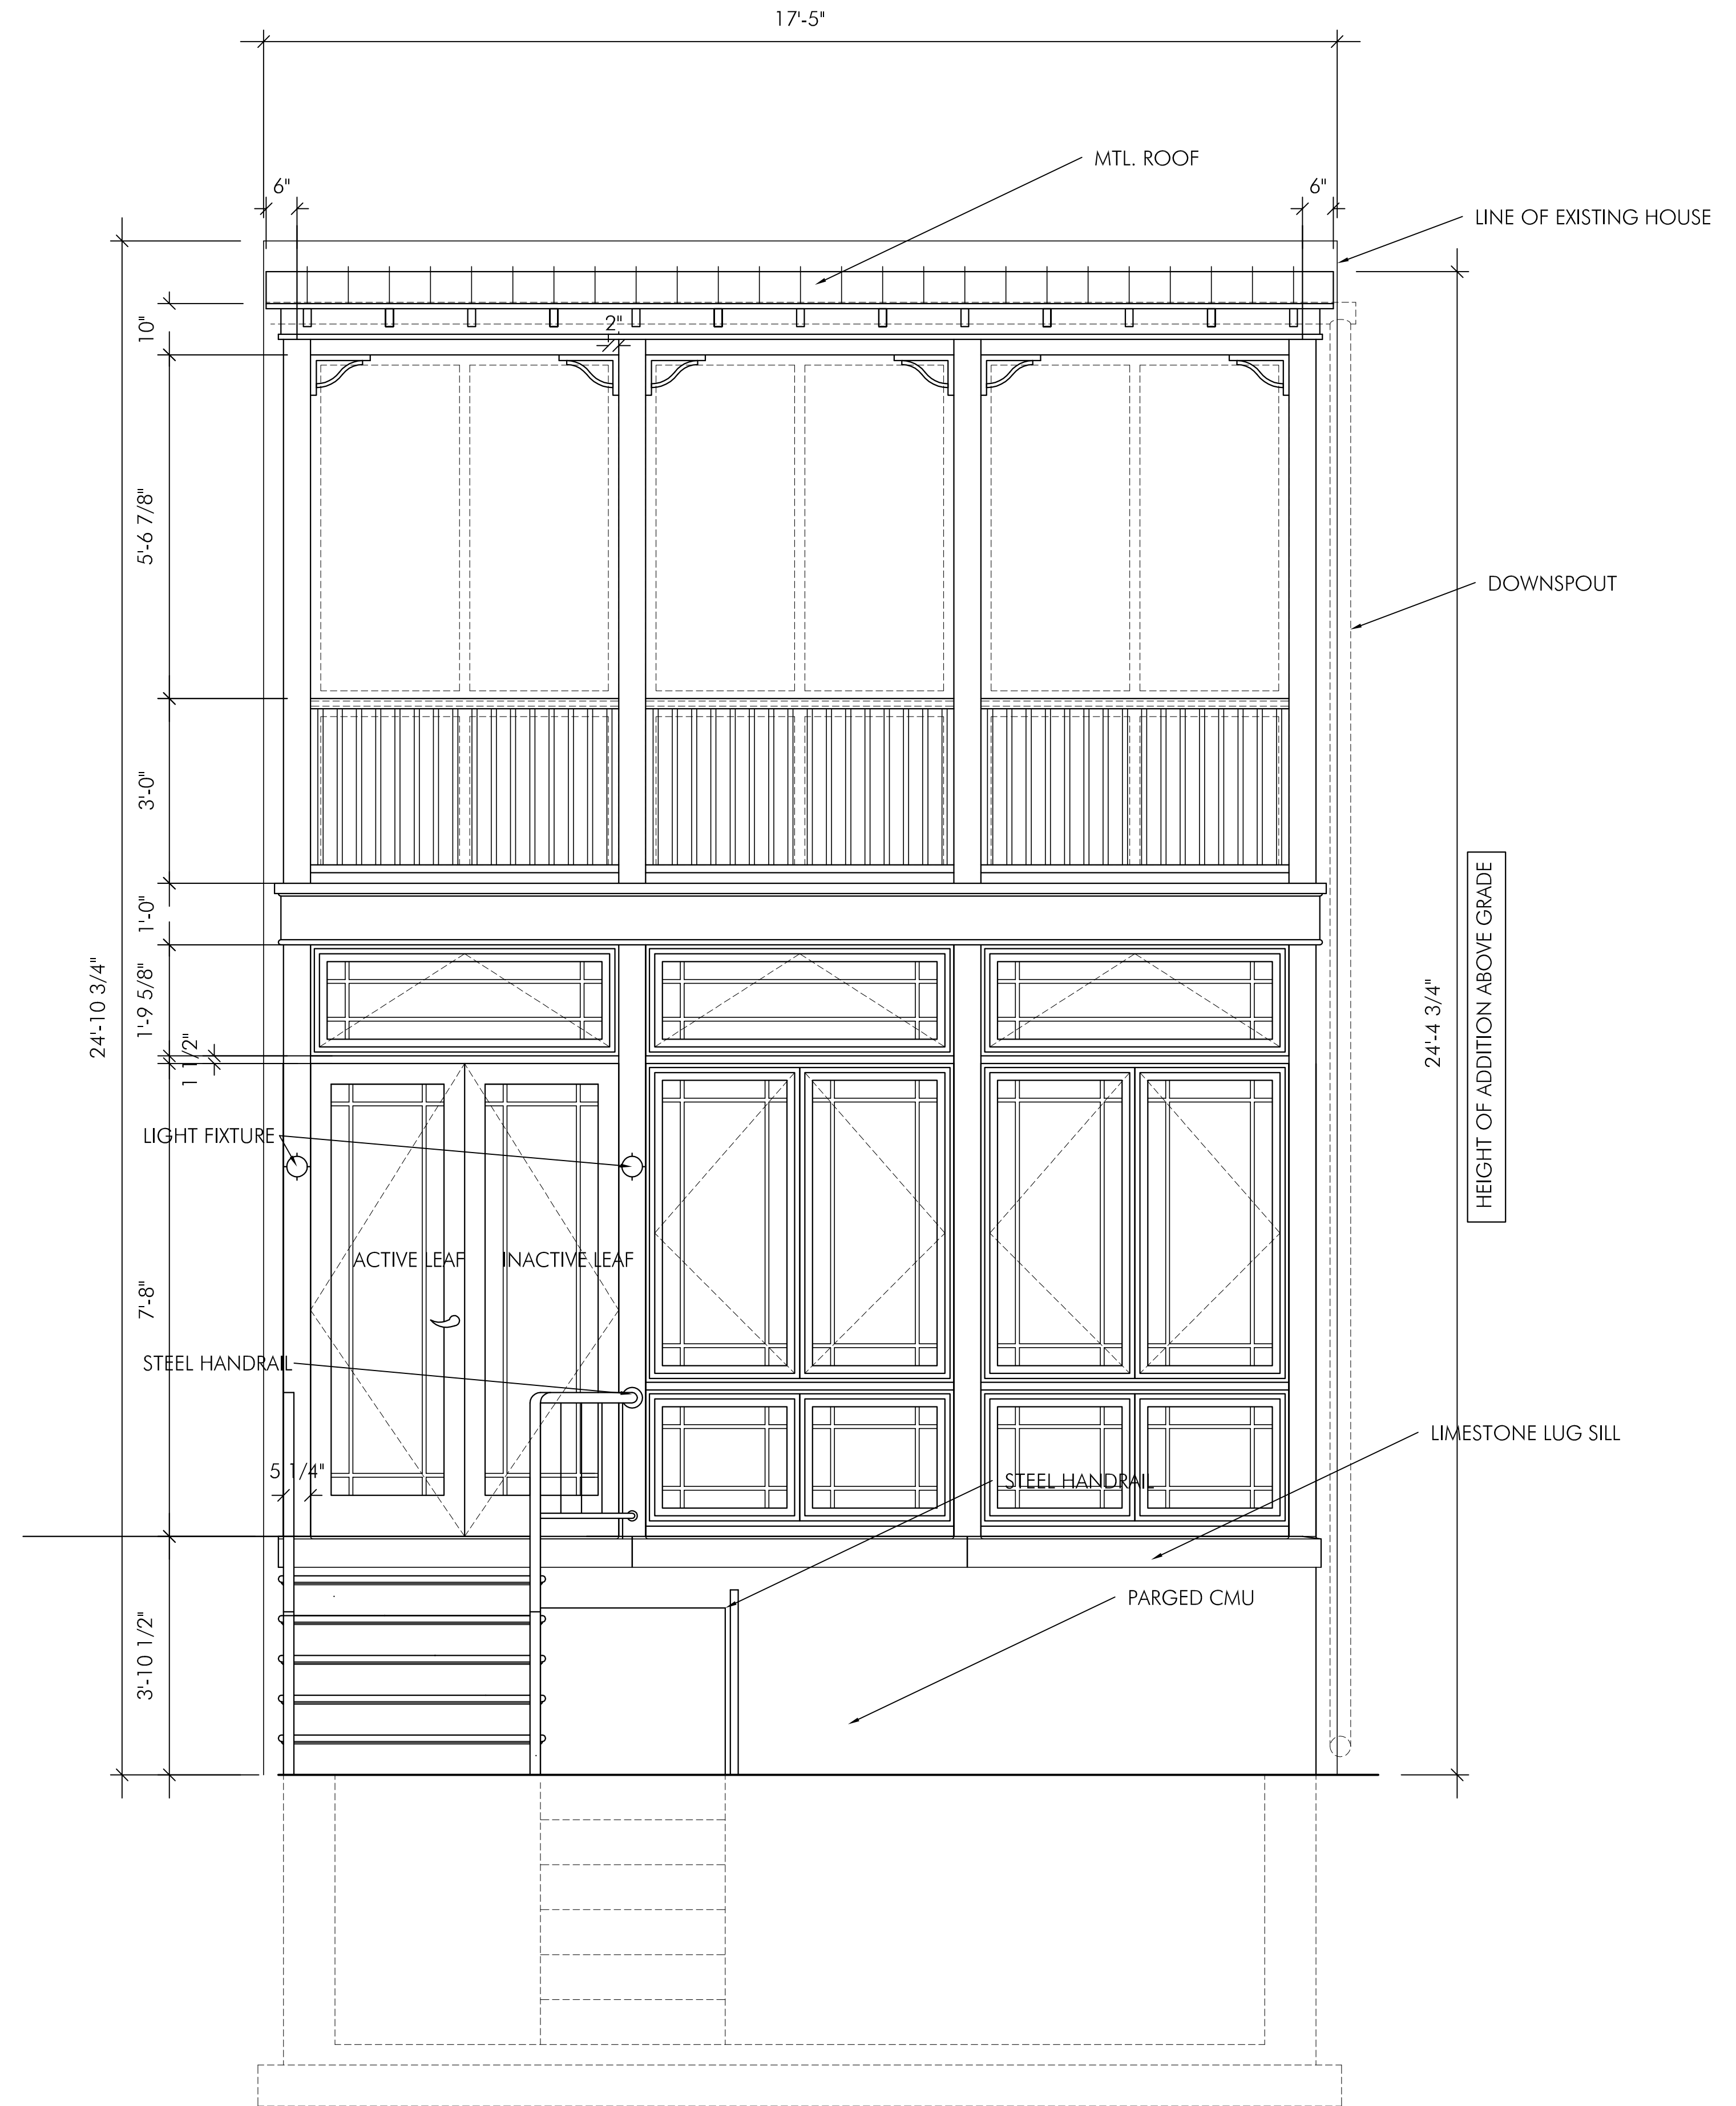 17'-5"
MTL. ROOF
6"
6"
LINE OF EXISTING HOUSE
10"
2"
5'-6 7/8"
DOWNSPOUT
3'-0"
1'-0"
24'-10 3/4"
1'-9 5/8"
1 1/2"
24'-4 3/4"
HEIGHT OF ADDITION ABOVE GRADE
LIGHT FIXTURE
ACTIVE LEAF
INACTIVE LEAF
7'-8"
STEEL HANDRAIL
LIMESTONE LUG SILL
5 1/4"
STEEL HANDRAIL
PARGED CMU
3'-10 1/2"